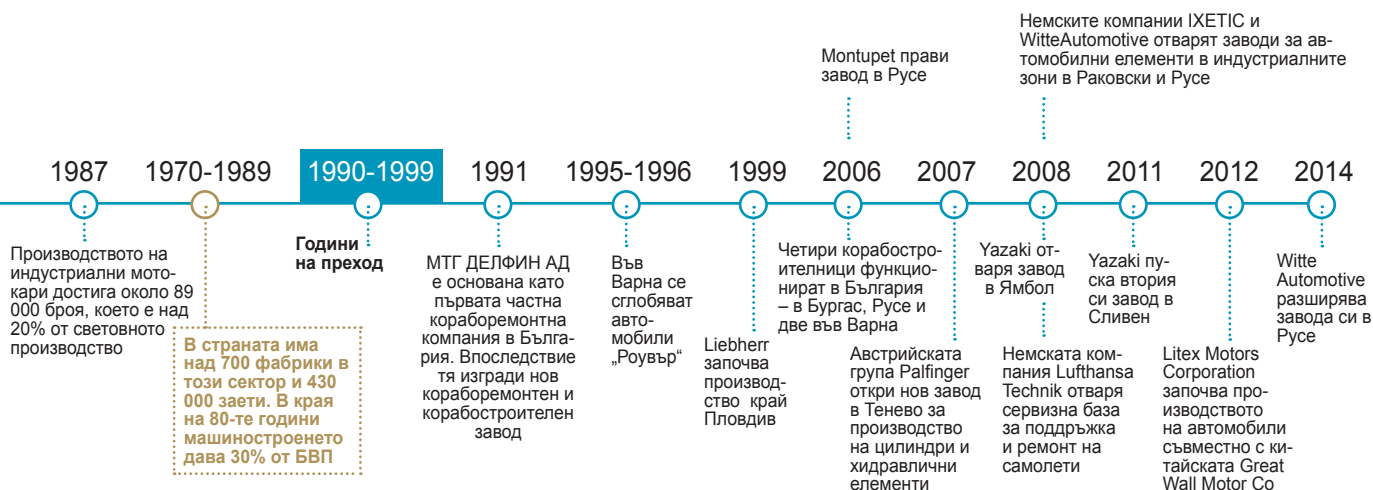 Немските компании IXETIC и
WitteAutomotive отварят заводи за ав-
томобилни елементи в индустриалните
зони в Раковски и Русе
Montupet прави
завод в Русе
1987
1970-1989
1990-1999
1991
1995-1996
1999
2006
2007
2008
2011
2012
2014
Производството на
индустриални мото-
кари достига около 89
000 броя, което е над
20% от световното
производство
В страната има
над 700 фабрики в
този сектор и 430
000 заети. В края
на 80-те години
машиностроенето
дава 30% от БВП
Години
на преход
МТГ ДЕЛФИН АД
е основана като
първата частна
кораборемонтна
компания в Бълга-
рия. Впоследствие
тя изгради нов
кораборемонтен и
корабостроителен
завод
Във
Варна се
сглобяват
авто-
мобили
„Роувър“
Liebherr
започва
производ-
ство край
Пловдив
Четири корабостро-
ителници функцио-
нират в България
– в Бургас, Русе и
две във Варна
Австрийската
група Palfinger
откри нов завод
в Тенево за
производство
на цилиндри и
хидравлични
елементи
Yazaki от-
варя завод
в Ямбол
Немската ком-
пания Lufthansa
Technik отваря
сервизна база
за поддръжка
и ремонт на
самолети
Yazaki пу-
ска втория
си завод в
Сливен
Litex Motors
Corporation
започва про-
изводството
на автомобили
съвместно с ки-
тайската Great
Wall Motor Co
Witte
Automotive
разширява
завода си в
Русе